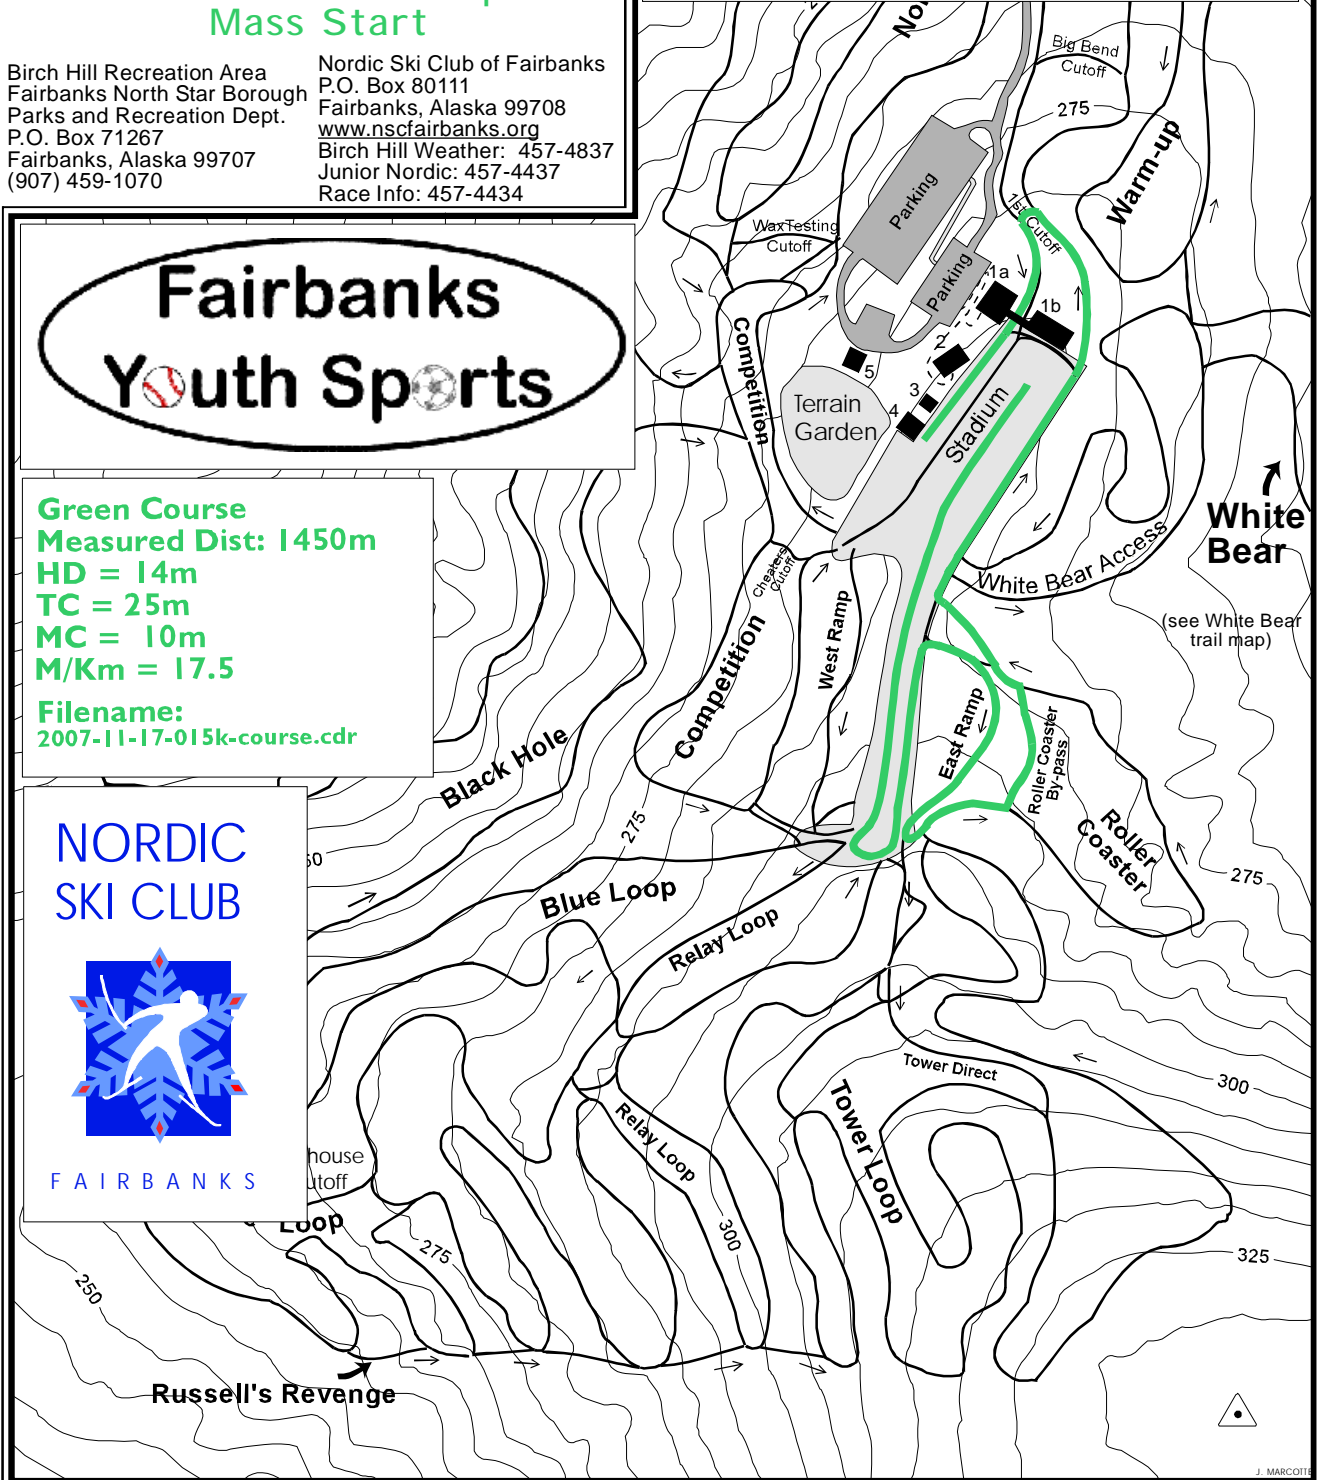 Mass Start
Birch Hill Recreation Area
Fairbanks North Star Borough
Parks and Recreation Dept.
P.O. Box 71267
Fairbanks, Alaska 99707
(907) 459-1070
Nordic Ski Club of Fairbanks
P.O. Box 80111
Fairbanks, Alaska 99708
www.nscfairbanks.org
Birch Hill Weather: 457-4837
Junior Nordic: 457-4437
Race Info: 457-4434
Fairbanks
Youth Sports
Green Course
Measured Dist: 1450m
HD = 14m
TC = 25m
MC = 10m
M/Km = 17.5
Filename:
2007-11-17-015k-course.cdr
NORDIC
SKI CLUB
FAIRBANKS
Big Bend
Cutoff
275
Warm-up
Parking
1st Cutoff
Wax Testing
Cutoff
Parking
1a
1b
2
3
4
5
Competition
Terrain
Garden
Stadium
White
Bear
White Bear Access
(see White Bear
trail map)
Cheaters
Cutoff
West Ramp
Competition
East Ramp
Roller Coaster
By-pass
Roller
Coaster
Black Hole
275
275
Blue Loop
Relay Loop
Tower Direct
300
Tower Loop
Relay Loop
house
utoff
Loop
275
300
325
250
Russell's Revenge
J. MARCOTTE